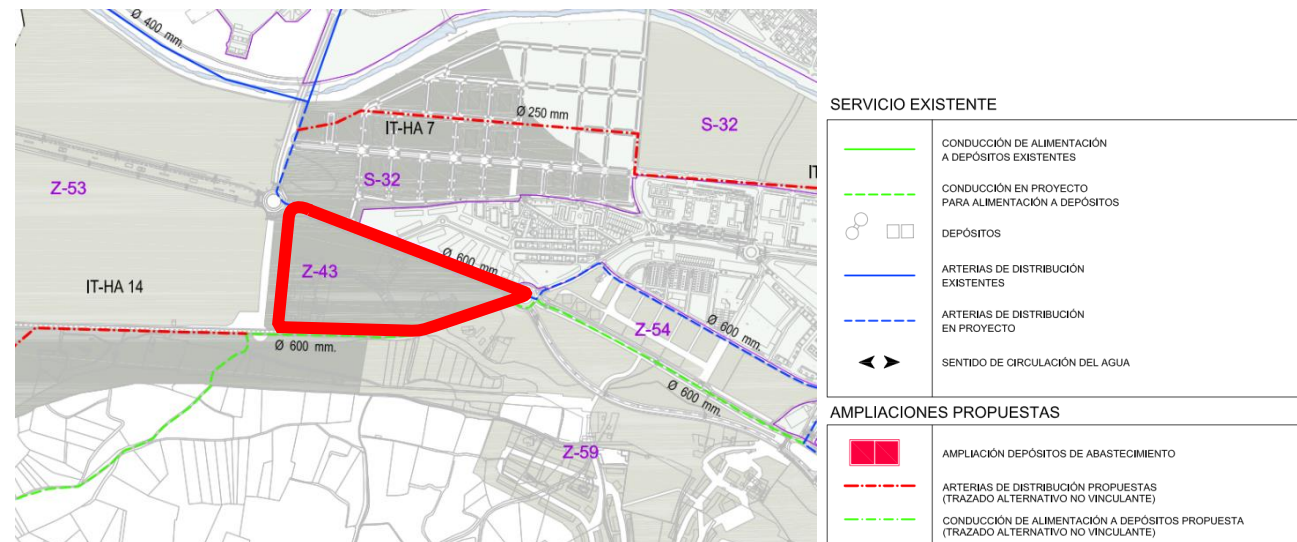 Ø 400 mm.
Ø 250 mm
IT-HA 7
S-32
IT
Z-53
S-32
Ø 600 mm.
Z-43
IT-HA 14
Z-54
Ø 600 mm.
Ø 600 mm.
Ø 600 mm.
Z-59
SERVICIO EXISTENTE
CONDUCCIÓN DE ALIMENTACIÓN
A DEPÓSITOS EXISTENTES
CONDUCCIÓN EN PROYECTO
PARA ALIMENTACIÓN A DEPÓSITOS
DEPÓSITOS
ARTERIAS DE DISTRIBUCIÓN
EXISTENTES
ARTERIAS DE DISTRIBUCIÓN
EN PROYECTO
SENTIDO DE CIRCULACIÓN DEL AGUA
AMPLIACIONES PROPUESTAS
AMPLIACIÓN DEPÓSITOS DE ABASTECIMIENTO
ARTERIAS DE DISTRIBUCIÓN PROPUESTAS
(TRAZADO ALTERNATIVO NO VINCULANTE)
CONDUCCIÓN DE ALIMENTACIÓN A DEPÓSITOS PROPUESTA
(TRAZADO ALTERNATIVO NO VINCULANTE)